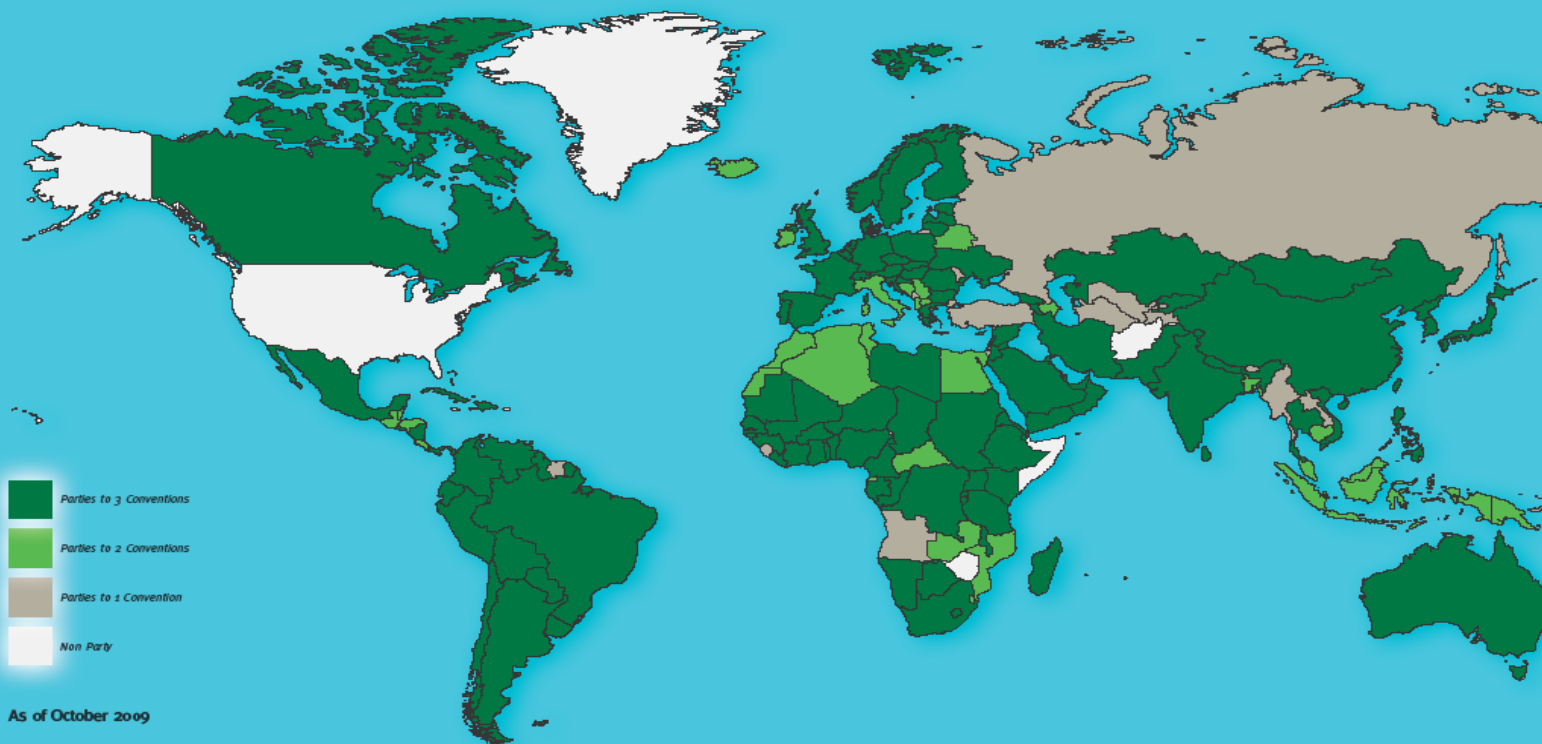 Parties to 3 Conventions
Parties to 2 Conventions
Parties to 1 Convention
Non Party
As of October 2009